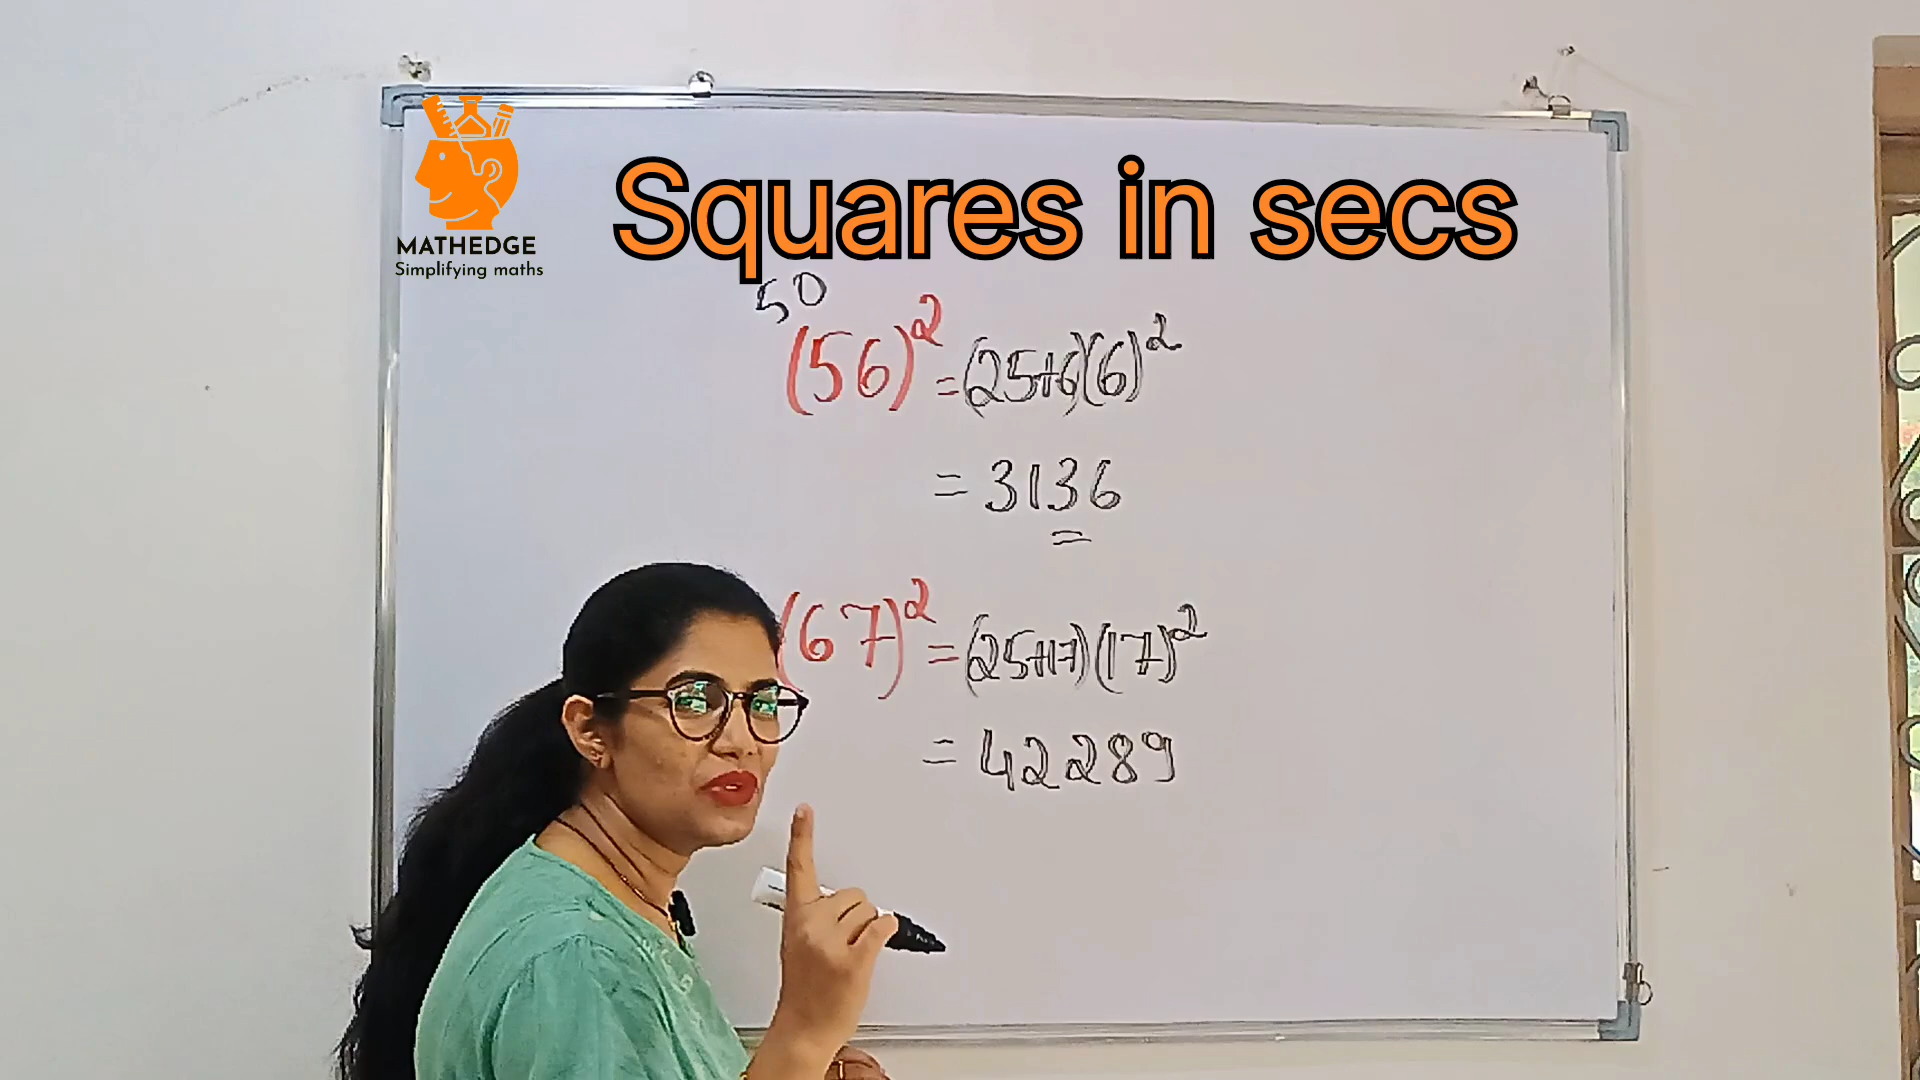 MATHEDGE
Simplifying maths
Squares in secs
50
(56)² = (25+6)(6)²
= 3136
(67)² = (25+17)(17)²
= 42289